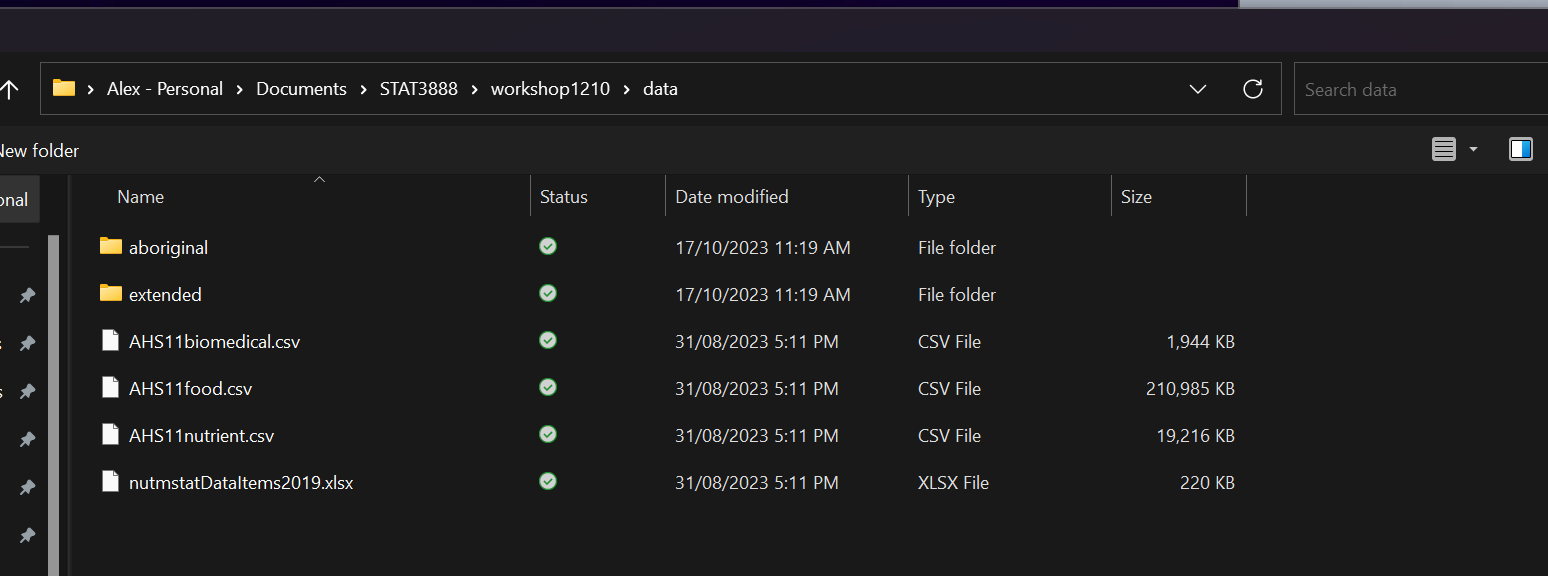 Alex - Personal > Documents > STAT3888 > workshop1210 > data
Search data
New folder
onal
Name Status Date modified Type Size
aboriginal 17/10/2023 11:19 AM File folder
extended 17/10/2023 11:19 AM File folder
AHS11biomedical.csv 31/08/2023 5:11 PM CSV File 1,944 KB
AHS11food.csv 31/08/2023 5:11 PM CSV File 210,985 KB
AHS11nutrient.csv 31/08/2023 5:11 PM CSV File 19,216 KB
nutmstatDataItems2019.xlsx 31/08/2023 5:11 PM XLSX File 220 KB